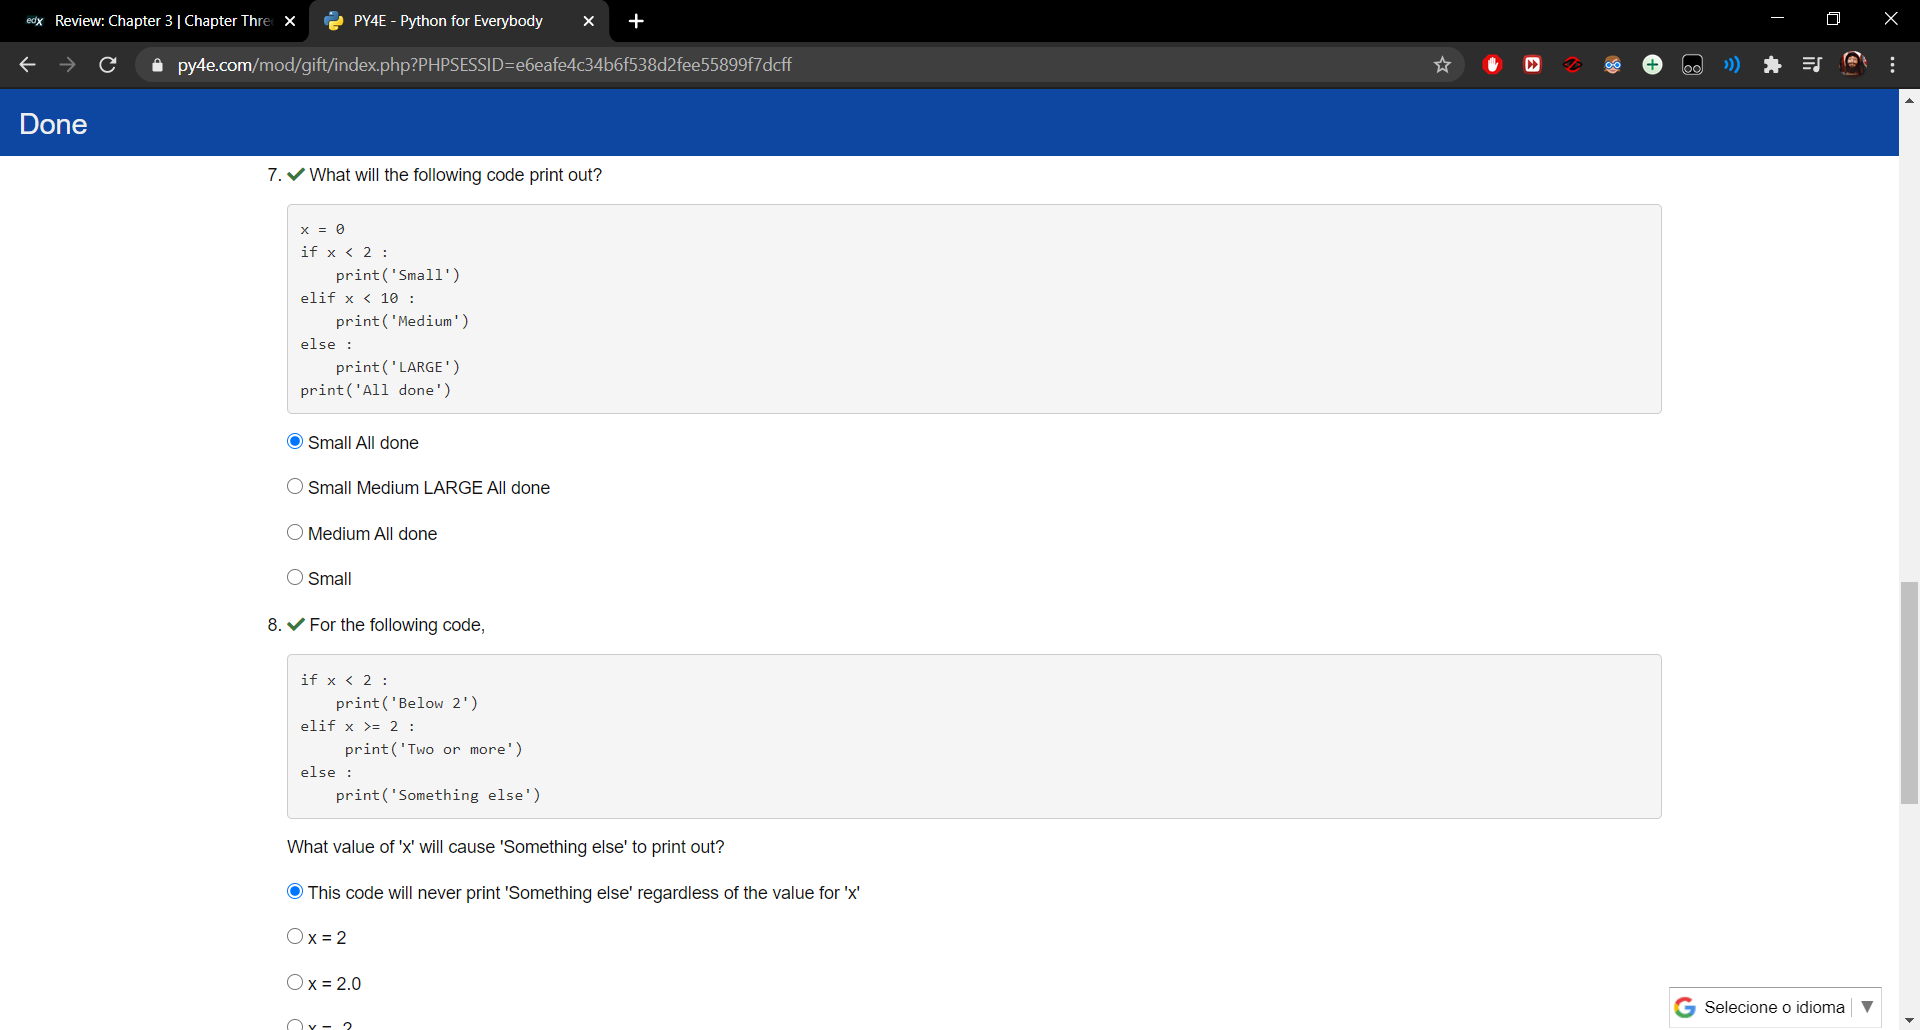 edX Review: Chapter 3 | Chapter Thre
PY4E - Python for Everybody
py4e.com/mod/gift/index.php?PHPSESSID=e6eafe4c34b6f538d2fee55899f7dcff
Done
7. What will the following code print out?
x = 0
if x < 2 :
    print('Small')
elif x < 10 :
    print('Medium')
else :
    print('LARGE')
print('All done')
Small All done
Small Medium LARGE All done
Medium All done
Small
8. For the following code,
if x < 2 :
    print('Below 2')
elif x >= 2 :
     print('Two or more')
else :
    print('Something else')
What value of 'x' will cause 'Something else' to print out?
This code will never print 'Something else' regardless of the value for 'x'
x = 2
x = 2.0
Selecione o idioma